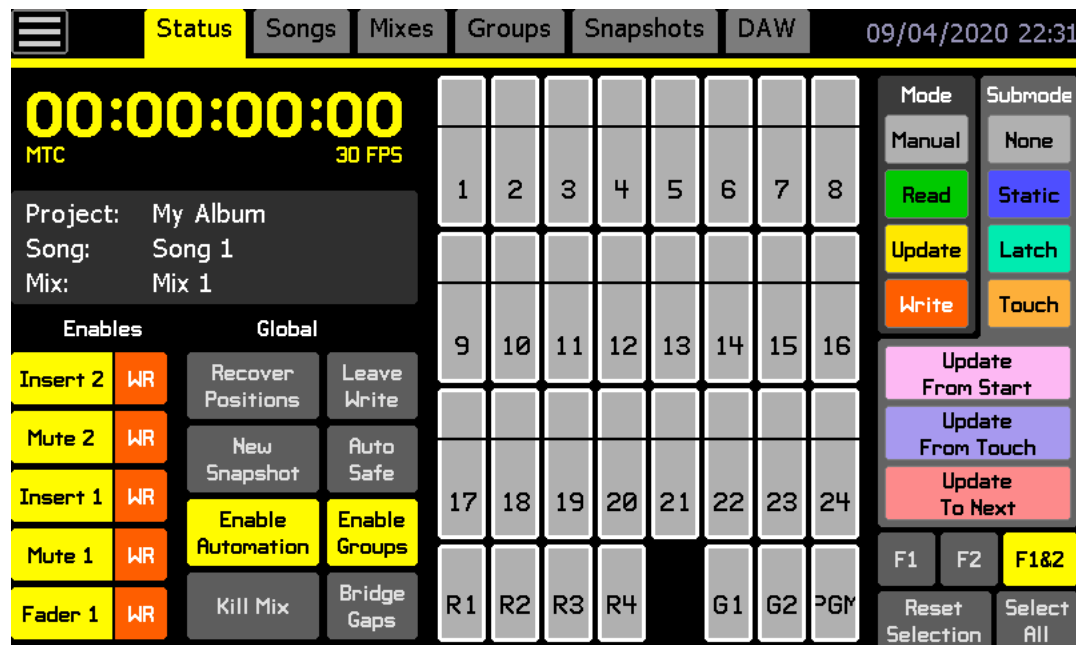 Status Songs Mixes Groups Snapshots DAW 09/04/2020 22:31
00:00:00:00
MTC 30 FPS
Project: My Album
Song: Song 1
Mix: Mix 1
Enables Global
Insert 2 WR
Mute 2 WR
Insert 1 WR
Mute 1 WR
Fader 1 WR
Recover
Positions
Leave
Write
New
Snapshot
Auto
Safe
Enable
Automation
Enable
Groups
Kill Mix
Bridge
Gaps
1 2 3 4 5 6 7 8
9 10 11 12 13 14 15 16
17 18 19 20 21 22 23 24
R1 R2 R3 R4 G1 G2 PGM
Mode Submode
Manual None
Read Static
Update Latch
Write Touch
Update
From Start
Update
From Touch
Update
To Next
F1 F2 F1&2
Reset
Selection
Select
All